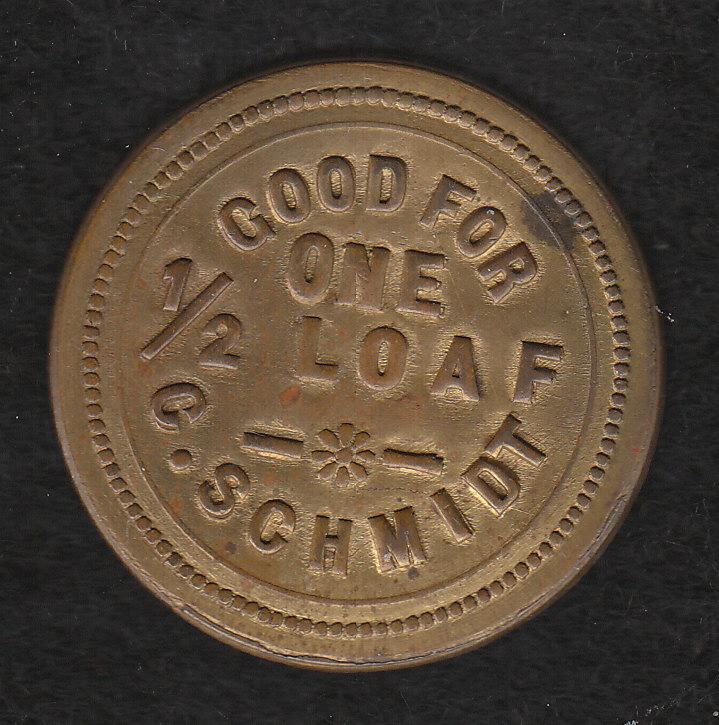 GOOD FOR
ONE
1/2 LOAF
C. SCHMIDT